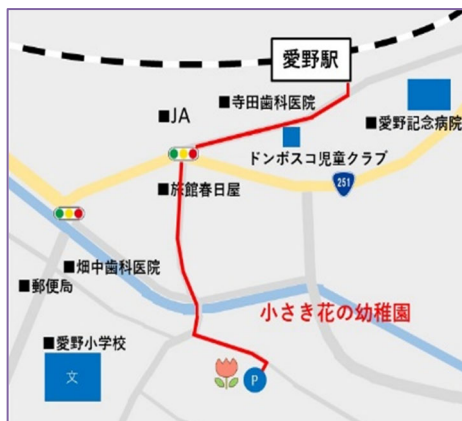 愛野駅
■寺田歯科医院
■JA
■愛野記念病院
ドンボスコ児童クラブ
■旅館春日屋
251
■畑中歯科医院
■郵便局
小さき花の幼稚園
■愛野小学校
文
P